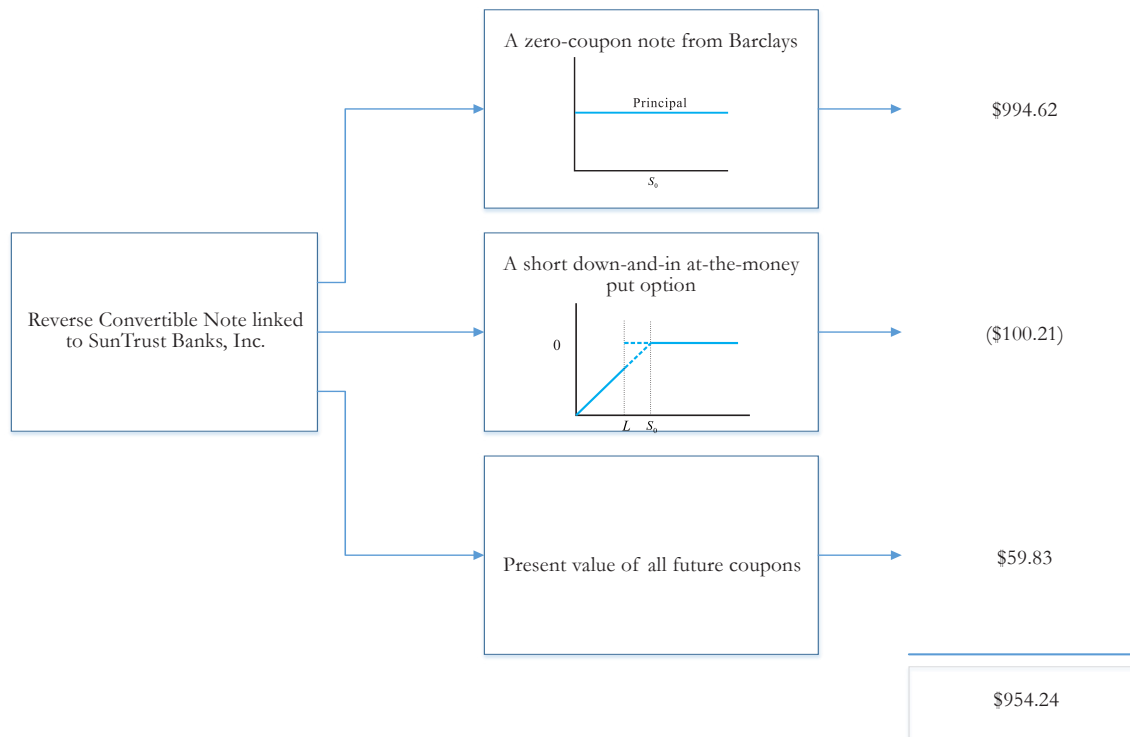 A zero-coupon note from Barclays
Principal
S₀
$994.62
Reverse Convertible Note linked
to SunTrust Banks, Inc.
A short down-and-in at-the-money
put option
0
L S₀
($100.21)
Present value of all future coupons
$59.83
$954.24